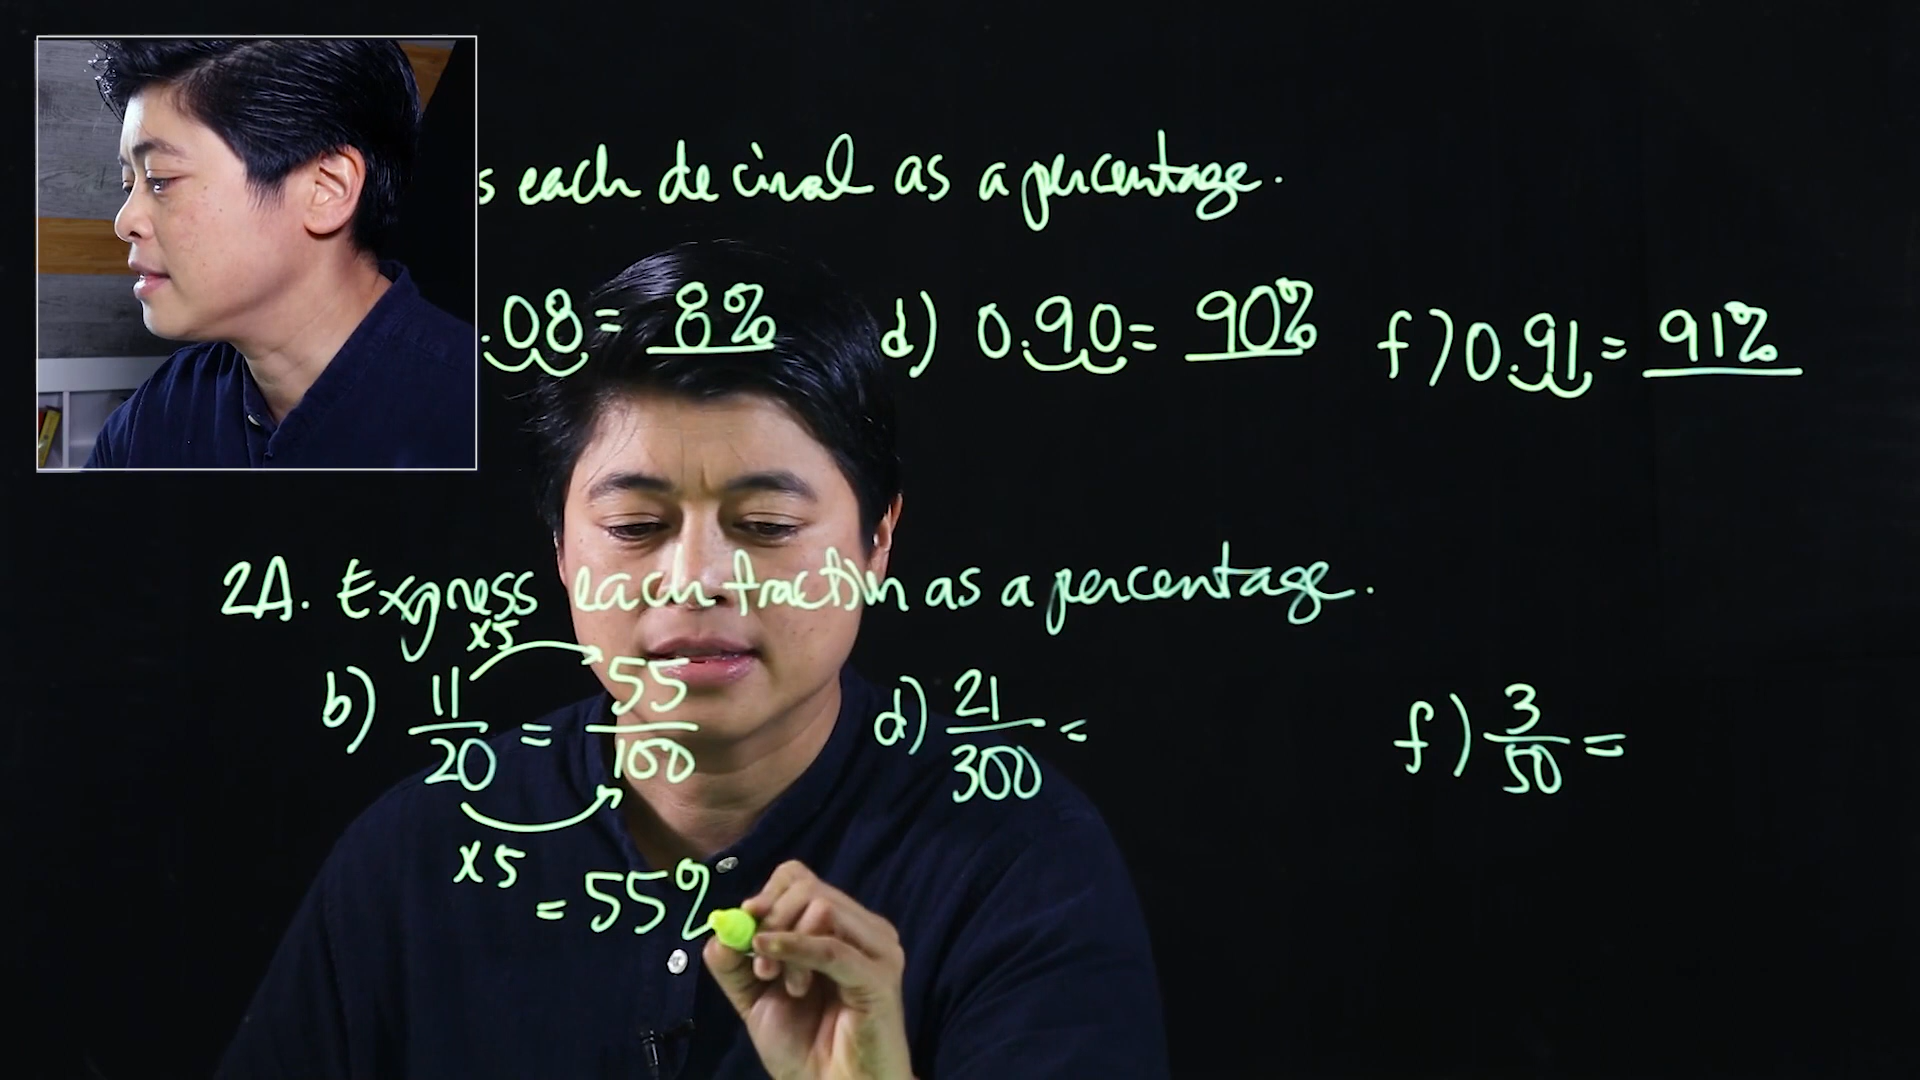 s each decimal as a percentage.
.08 = 8% d) 0.90 = 90% f) 0.91 = 91%
2A. Express each fraction as a percentage.
x5
b) 11/20 = 55/100 d) 21/300 = f) 3/50 =
x5
= 55%